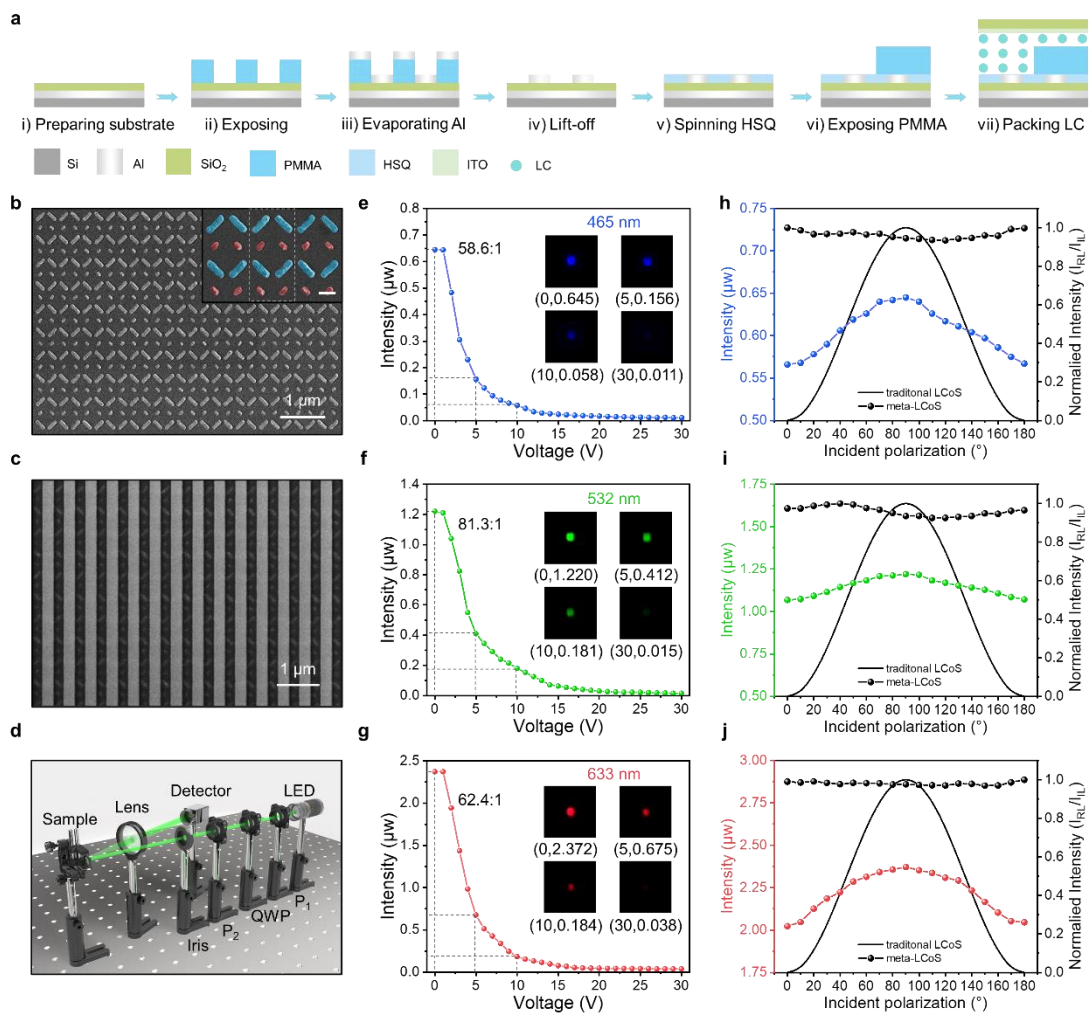 a
i) Preparing substrate
ii) Exposing
iii) Evaporating Al
iv) Lift-off
v) Spinning HSQ
vi) Exposing PMMA
vii) Packing LC
Si
Al
SiO₂
PMMA
HSQ
ITO
LC
b
1 μm
c
1 μm
d
Sample
Lens
Detector
LED
Iris
P₂
QWP
P₁
e
465 nm
58.6:1
(0,0.645)
(5,0.156)
(10,0.058)
(30,0.011)
Intensity (μw)
0.8
0.7
0.6
0.5
0.4
0.3
0.2
0.1
0.0
0 5 10 15 20 25 30
Voltage (V)
f
532 nm
81.3:1
(0,1.220)
(5,0.412)
(10,0.181)
(30,0.015)
Intensity (μw)
1.4
1.2
1.0
0.8
0.6
0.4
0.2
0.0
0 5 10 15 20 25 30
Voltage (V)
g
633 nm
62.4:1
(0,2.372)
(5,0.675)
(10,0.184)
(30,0.038)
Intensity (μw)
2.5
2.0
1.5
1.0
0.5
0.0
0 5 10 15 20 25 30
Voltage (V)
h
Intensity (μw)
0.75
0.70
0.65
0.60
0.55
0.50
traditonal LCoS
meta-LCoS
1.0
0.8
0.6
0.4
0.2
0.0
Normalied Intensity (I_RL/I_IL)
0 20 40 60 80 100 120 140 160 180
Incident polarization (°)
i
Intensity (μw)
1.75
1.50
1.25
1.00
0.75
0.50
traditonal LCoS
meta-LCoS
1.0
0.8
0.6
0.4
0.2
0.0
Normalied Intensity (I_RL/I_IL)
0 20 40 60 80 100 120 140 160 180
Incident polarization (°)
j
Intensity (μw)
3.00
2.75
2.50
2.25
2.00
1.75
traditonal LCoS
meta-LCoS
1.0
0.8
0.6
0.4
0.2
0.0
Normalied Intensity (I_RL/I_IL)
0 20 40 60 80 100 120 140 160 180
Incident polarization (°)